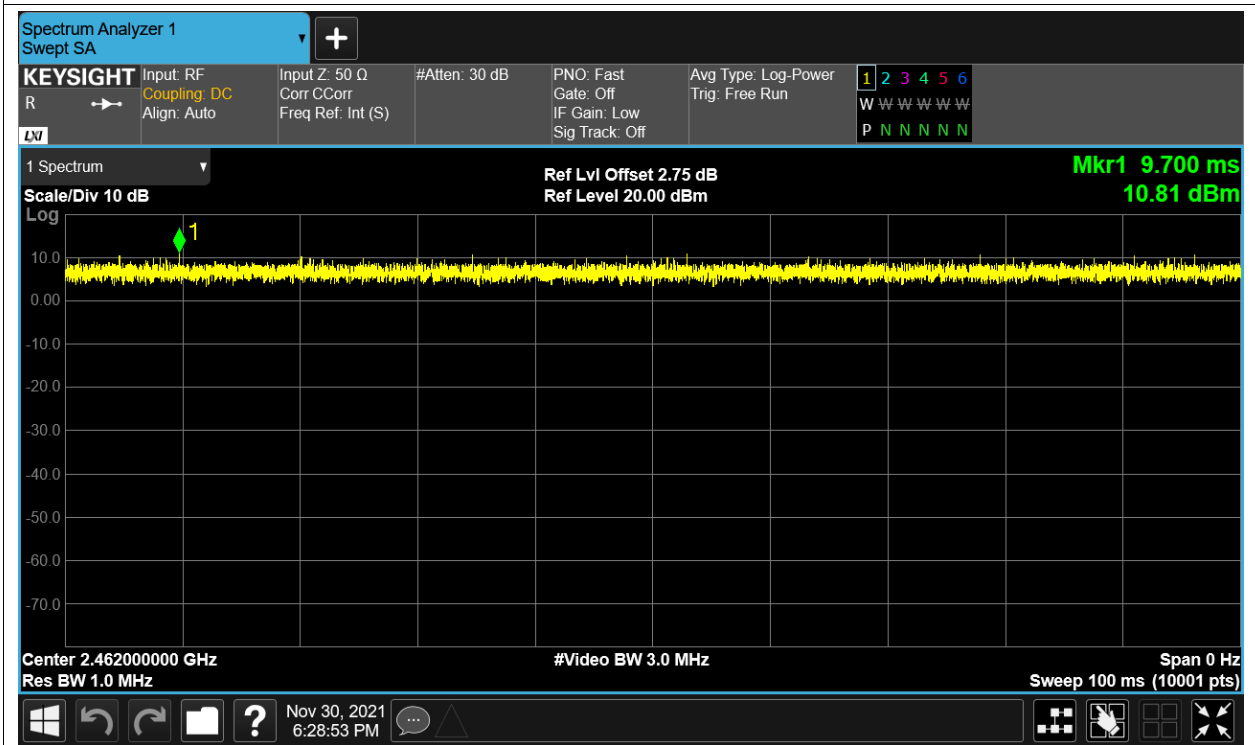 Spectrum Analyzer 1
Swept SA
KEYSIGHT
R
LXI
Input: RF
Coupling: DC
Align: Auto
Input Z: 50 Ω
Corr CCorr
Freq Ref: Int (S)
#Atten: 30 dB
PNO: Fast
Gate: Off
IF Gain: Low
Sig Track: Off
Avg Type: Log-Power
Trig: Free Run
1 2 3 4 5 6
W W W W W W
P N N N N N
1 Spectrum
Scale/Div 10 dB
Log
Ref Lvl Offset 2.75 dB
Ref Level 20.00 dBm
Mkr1 9.700 ms
10.81 dBm
1
10.0
0.00
-10.0
-20.0
-30.0
-40.0
-50.0
-60.0
-70.0
Center 2.462000000 GHz
Res BW 1.0 MHz
#Video BW 3.0 MHz
Span 0 Hz
Sweep 100 ms (10001 pts)
?
Nov 30, 2021
6:28:53 PM